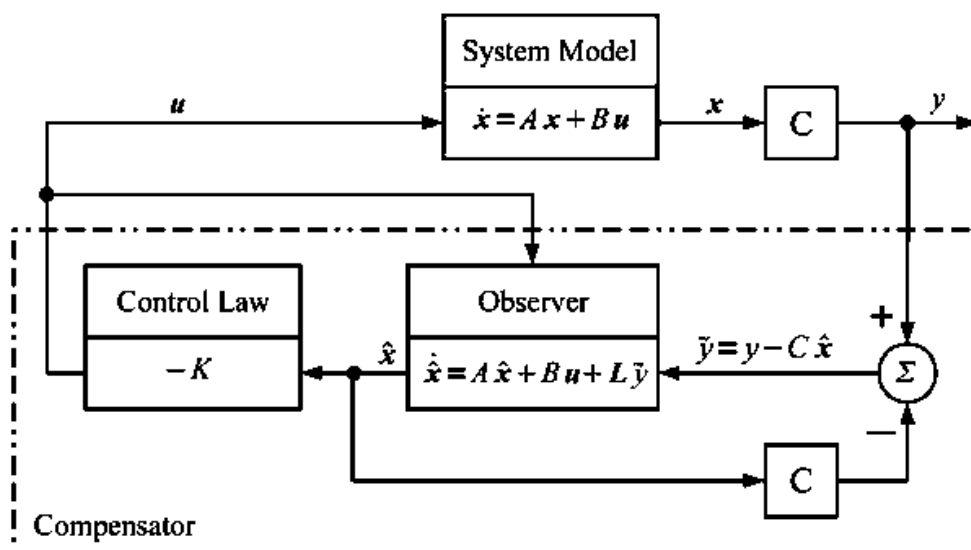 System Model
u
ẋ = A x + B u
x
C
y
Control Law
Observer
+
− K
x̂
x̂̇ = A x̂ + B u + L ỹ
ỹ = y − C x̂
Σ
—
C
Compensator